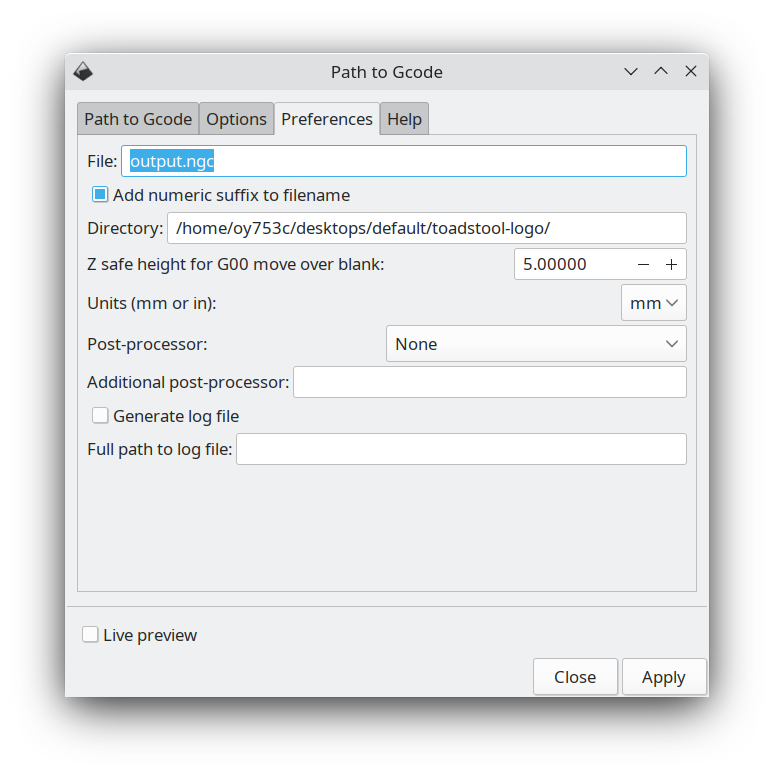 Path to Gcode
Path to Gcode Options Preferences Help
File: output.ngc
Add numeric suffix to filename
Directory: /home/oy753c/desktops/default/toadstool-logo/
Z safe height for G00 move over blank: 5.00000
Units (mm or in): mm
Post-processor: None
Additional post-processor:
Generate log file
Full path to log file:
Live preview
Close Apply